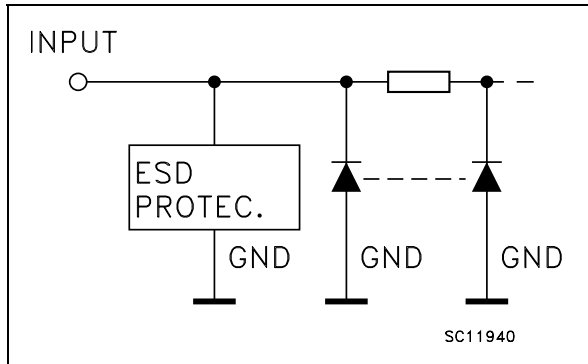 INPUT
ESD
PROTEC.
GND
GND
GND
SC11940